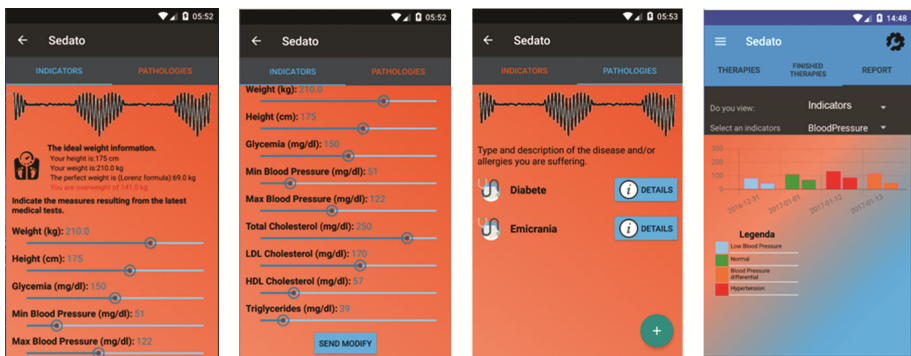 05:52
Sedato
INDICATORS PATHOLOGIES
The ideal weight information.
Your height is:175 cm
Your weight is:210.0 kg
The perfect weight is (Lorenz formula):69.0 kg
You are overweight of 141.0 kg
Indicate the measures resulting from the latest
medical tests.
Weight (kg): 210.0
Height (cm): 175
Glycemia (mg/dl): 150
Min Blood Pressure (mg/dl): 51
Max Blood Pressure (mg/dl): 122
05:52
Sedato
INDICATORS PATHOLOGIES
Weight (kg): 210.0
Height (cm): 175
Glycemia (mg/dl): 150
Min Blood Pressure (mg/dl): 51
Max Blood Pressure (mg/dl): 122
Total Cholesterol (mg/dl): 250
LDL Cholesterol (mg/dl): 170
HDL Cholesterol (mg/dl): 57
Triglycerides (mg/dl): 39
SEND MODIFY
05:53
Sedato
INDICATORS PATHOLOGIES
Type and description of the disease and/or
allergies you are suffering.
Diabete DETAILS
Emicrania DETAILS
14:48
Sedato
THERAPIES FINISHED THERAPIES REPORT
Do you view: Indicators
Select an indicators BloodPressure
300
200
100
0
2016-12-31 2017-01-01 2017-01-12 2017-01-13
Legenda
Low Blood Pressure
Normal
Blood Pressure
differential
Hypertension